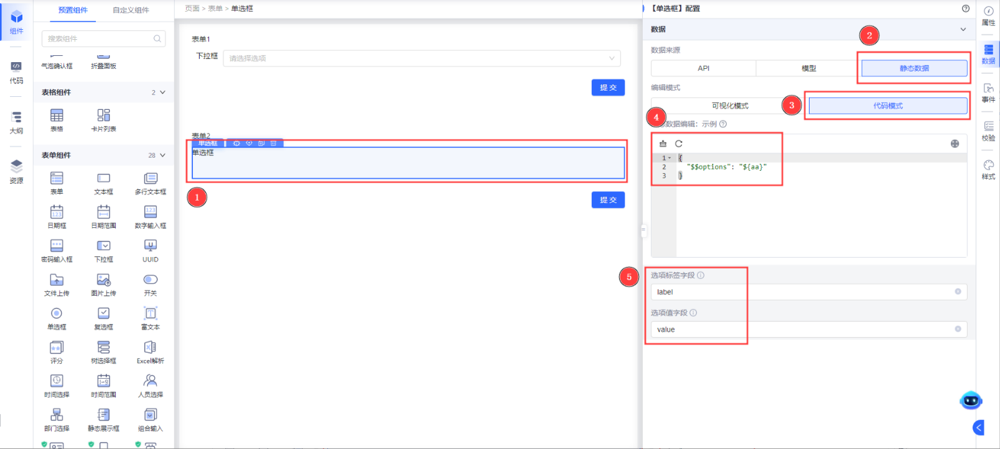 组件
代码
大纲
资源
预置组件
自定义组件
搜索组件
气泡确认框
折叠面板
表格组件
2
表格
卡片列表
表单组件
28
表单
文本框
多行文本框
日期框
日期范围
数字输入框
密码输入框
下拉框
UUID
文件上传
图片上传
开关
单选框
复选框
富文本
评分
树选择框
Excel解析
时间选择
时间范围
人员选择
部门选择
静态展示框
组合输入
页面 > 表单 > 单选框
表单1
下拉框
请选择选项
提 交
表单2
单选框
单选框
1
提 交
【单选框】配置
数据
2
数据来源
API
模型
静态数据
编辑模式
可视化模式
3
代码模式
4
数据编辑：示例
1
{
2
"$$options": "${aa}"
3
}
5
选项标签字段
label
选项值字段
value
属性
数据
事件
校验
样式